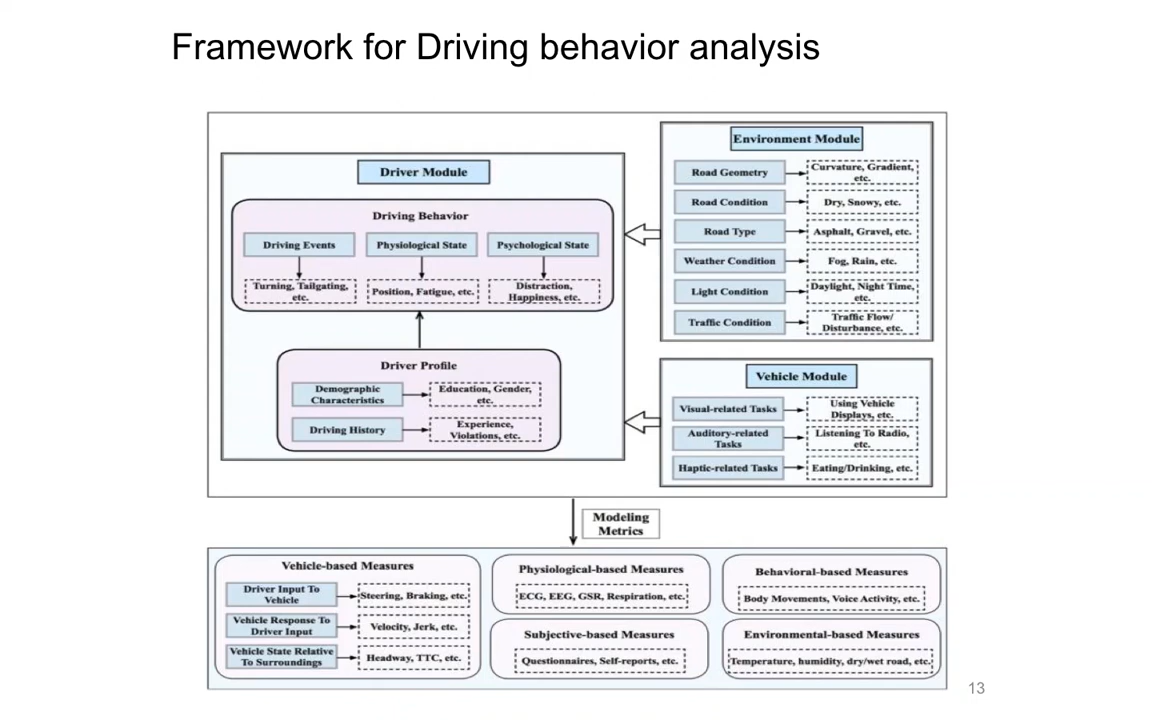 Framework for Driving behavior analysis
Driver Module
Driving Behavior
Driving Events
Physiological State
Psychological State
Turning, Tailgating,
etc.
Position, Fatigue, etc.
Distraction,
Happiness, etc.
Driver Profile
Demographic
Characteristics
Education, Gender,
etc.
Driving History
Experience,
Violations, etc.
Environment Module
Road Geometry
Curvature, Gradient,
etc.
Road Condition
Dry, Snowy, etc.
Road Type
Asphalt, Gravel, etc.
Weather Condition
Fog, Rain, etc.
Light Condition
Daylight, Night Time,
etc.
Traffic Condition
Traffic Flow/
Disturbance, etc.
Vehicle Module
Visual-related Tasks
Using Vehicle
Displays, etc.
Auditory-related
Tasks
Listening To Radio,
etc.
Haptic-related Tasks
Eating/Drinking, etc.
Modeling
Metrics
Vehicle-based Measures
Driver Input To
Vehicle
Steering, Braking, etc.
Vehicle Response To
Driver Input
Velocity, Jerk, etc.
Vehicle State Relative
To Surroundings
Headway, TTC, etc.
Physiological-based Measures
ECG, EEG, GSR, Respiration, etc.
Behavioral-based Measures
Body Movements, Voice Activity, etc.
Subjective-based Measures
Questionnaires, Self-reports, etc.
Environmental-based Measures
Temperature, humidity, dry/wet road, etc.
13